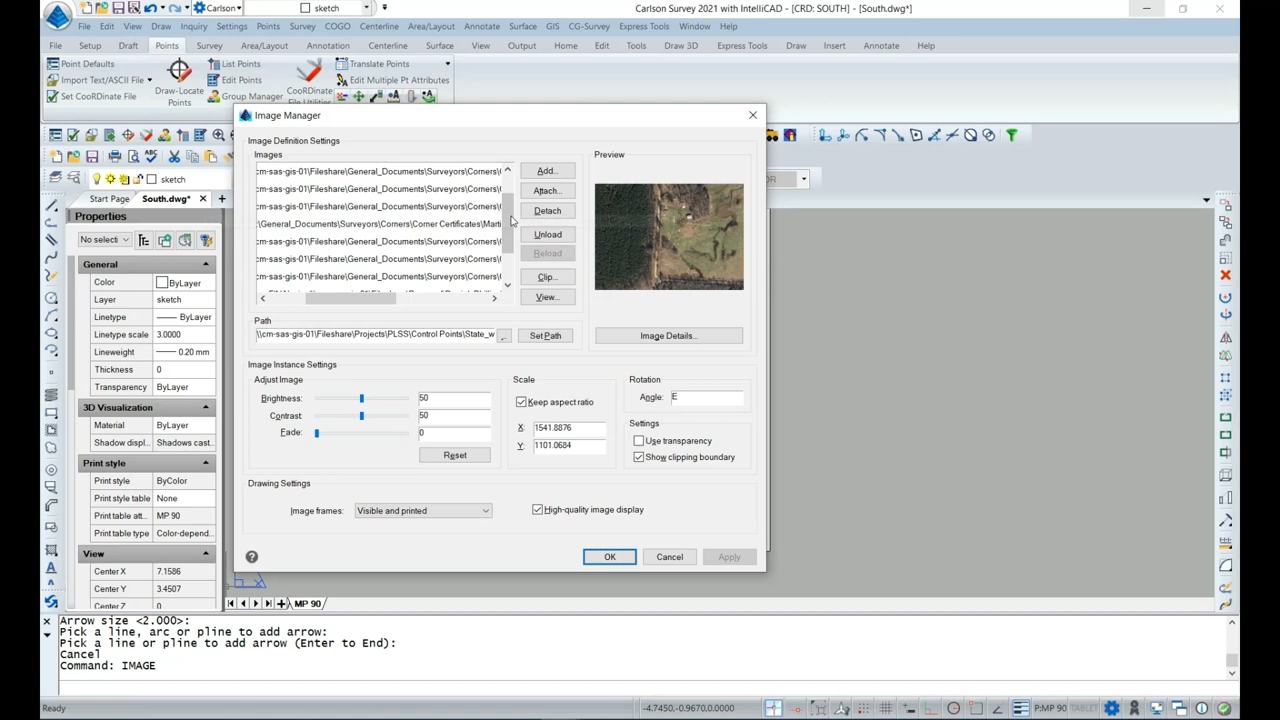 Carlson sketch Carlson Survey 2021 with IntelliCAD - [CRD: SOUTH] - [South.dwg*]
File Edit View Draw Inquiry Settings Points COGO Centerline Area/Layout Surface GIS CG-Survey Express Tools Window Help
File Setup Draft Points Survey Area/Layout Annotation Centerline Surface View Output Home Edit Tools Draw 3D Express Tools Draw Insert Annotate Help
Point Defaults List Points Translate Points
Import Text/ASCII File Edit Points Edit Multiple Pt Attributes
Draw-Locate Points
CooRDinate File Utilities
Set CooRDinate File Group Manager
Image Manager
sketch
Start Page South.dwg*
Properties
No selecti
General
Color ByLayer
Layer sketch
Linetype ByLayer
Linetype scale 3.0000
Lineweight 0.20 mm
Thickness 0
Transparency ByLayer
3D Visualization
Material ByLayer
Shadow displ.. Shadows cast..
Print style
Print style ByColor
Print style table None
Print table att.. MP 90
Print table type Color-depend..
View
Center X 7.1586
Center Y 3.4507
Center Z 0
Image Definition Settings
Images
:m-sas-gis-01\Fileshare\General_Documents\Surveyors\Corners\
:m-sas-gis-01\Fileshare\General_Documents\Surveyors\Corners\
:m-sas-gis-01\Fileshare\General_Documents\Surveyors\Corners\
:\General_Documents\Surveyors\Corners\Corner Certificates\Marti
:m-sas-gis-01\Fileshare\General_Documents\Surveyors\Corners\
:m-sas-gis-01\Fileshare\General_Documents\Surveyors\Corners\
:m-sas-gis-01\Fileshare\General_Documents\Surveyors\Corners\
Add...
Attach...
Detach
Unload
Reload
Clip...
View...
Preview
Path
\\cm-sas-gis-01\Fileshare\Projects\PLSS\Control Points\State_w .. Set Path
Image Details...
Image Instance Settings
Adjust Image
Brightness: 50
Contrast: 50
Fade: 0
Reset
Scale
Keep aspect ratio
X: 1541.8876
Y: 1101.0684
Rotation
Angle: E
Settings
Use transparency
Show clipping boundary
Drawing Settings
Image frames: Visible and printed High-quality image display
? OK Cancel Apply
MP 90
Arrow size <2.000>:
Pick a line, arc or pline to add arrow:
Pick a line or pline to add arrow (Enter to End):
Cancel
Command: IMAGE
Ready -4.7450,-0.9670,0.0000 P:MP 90 TABLET